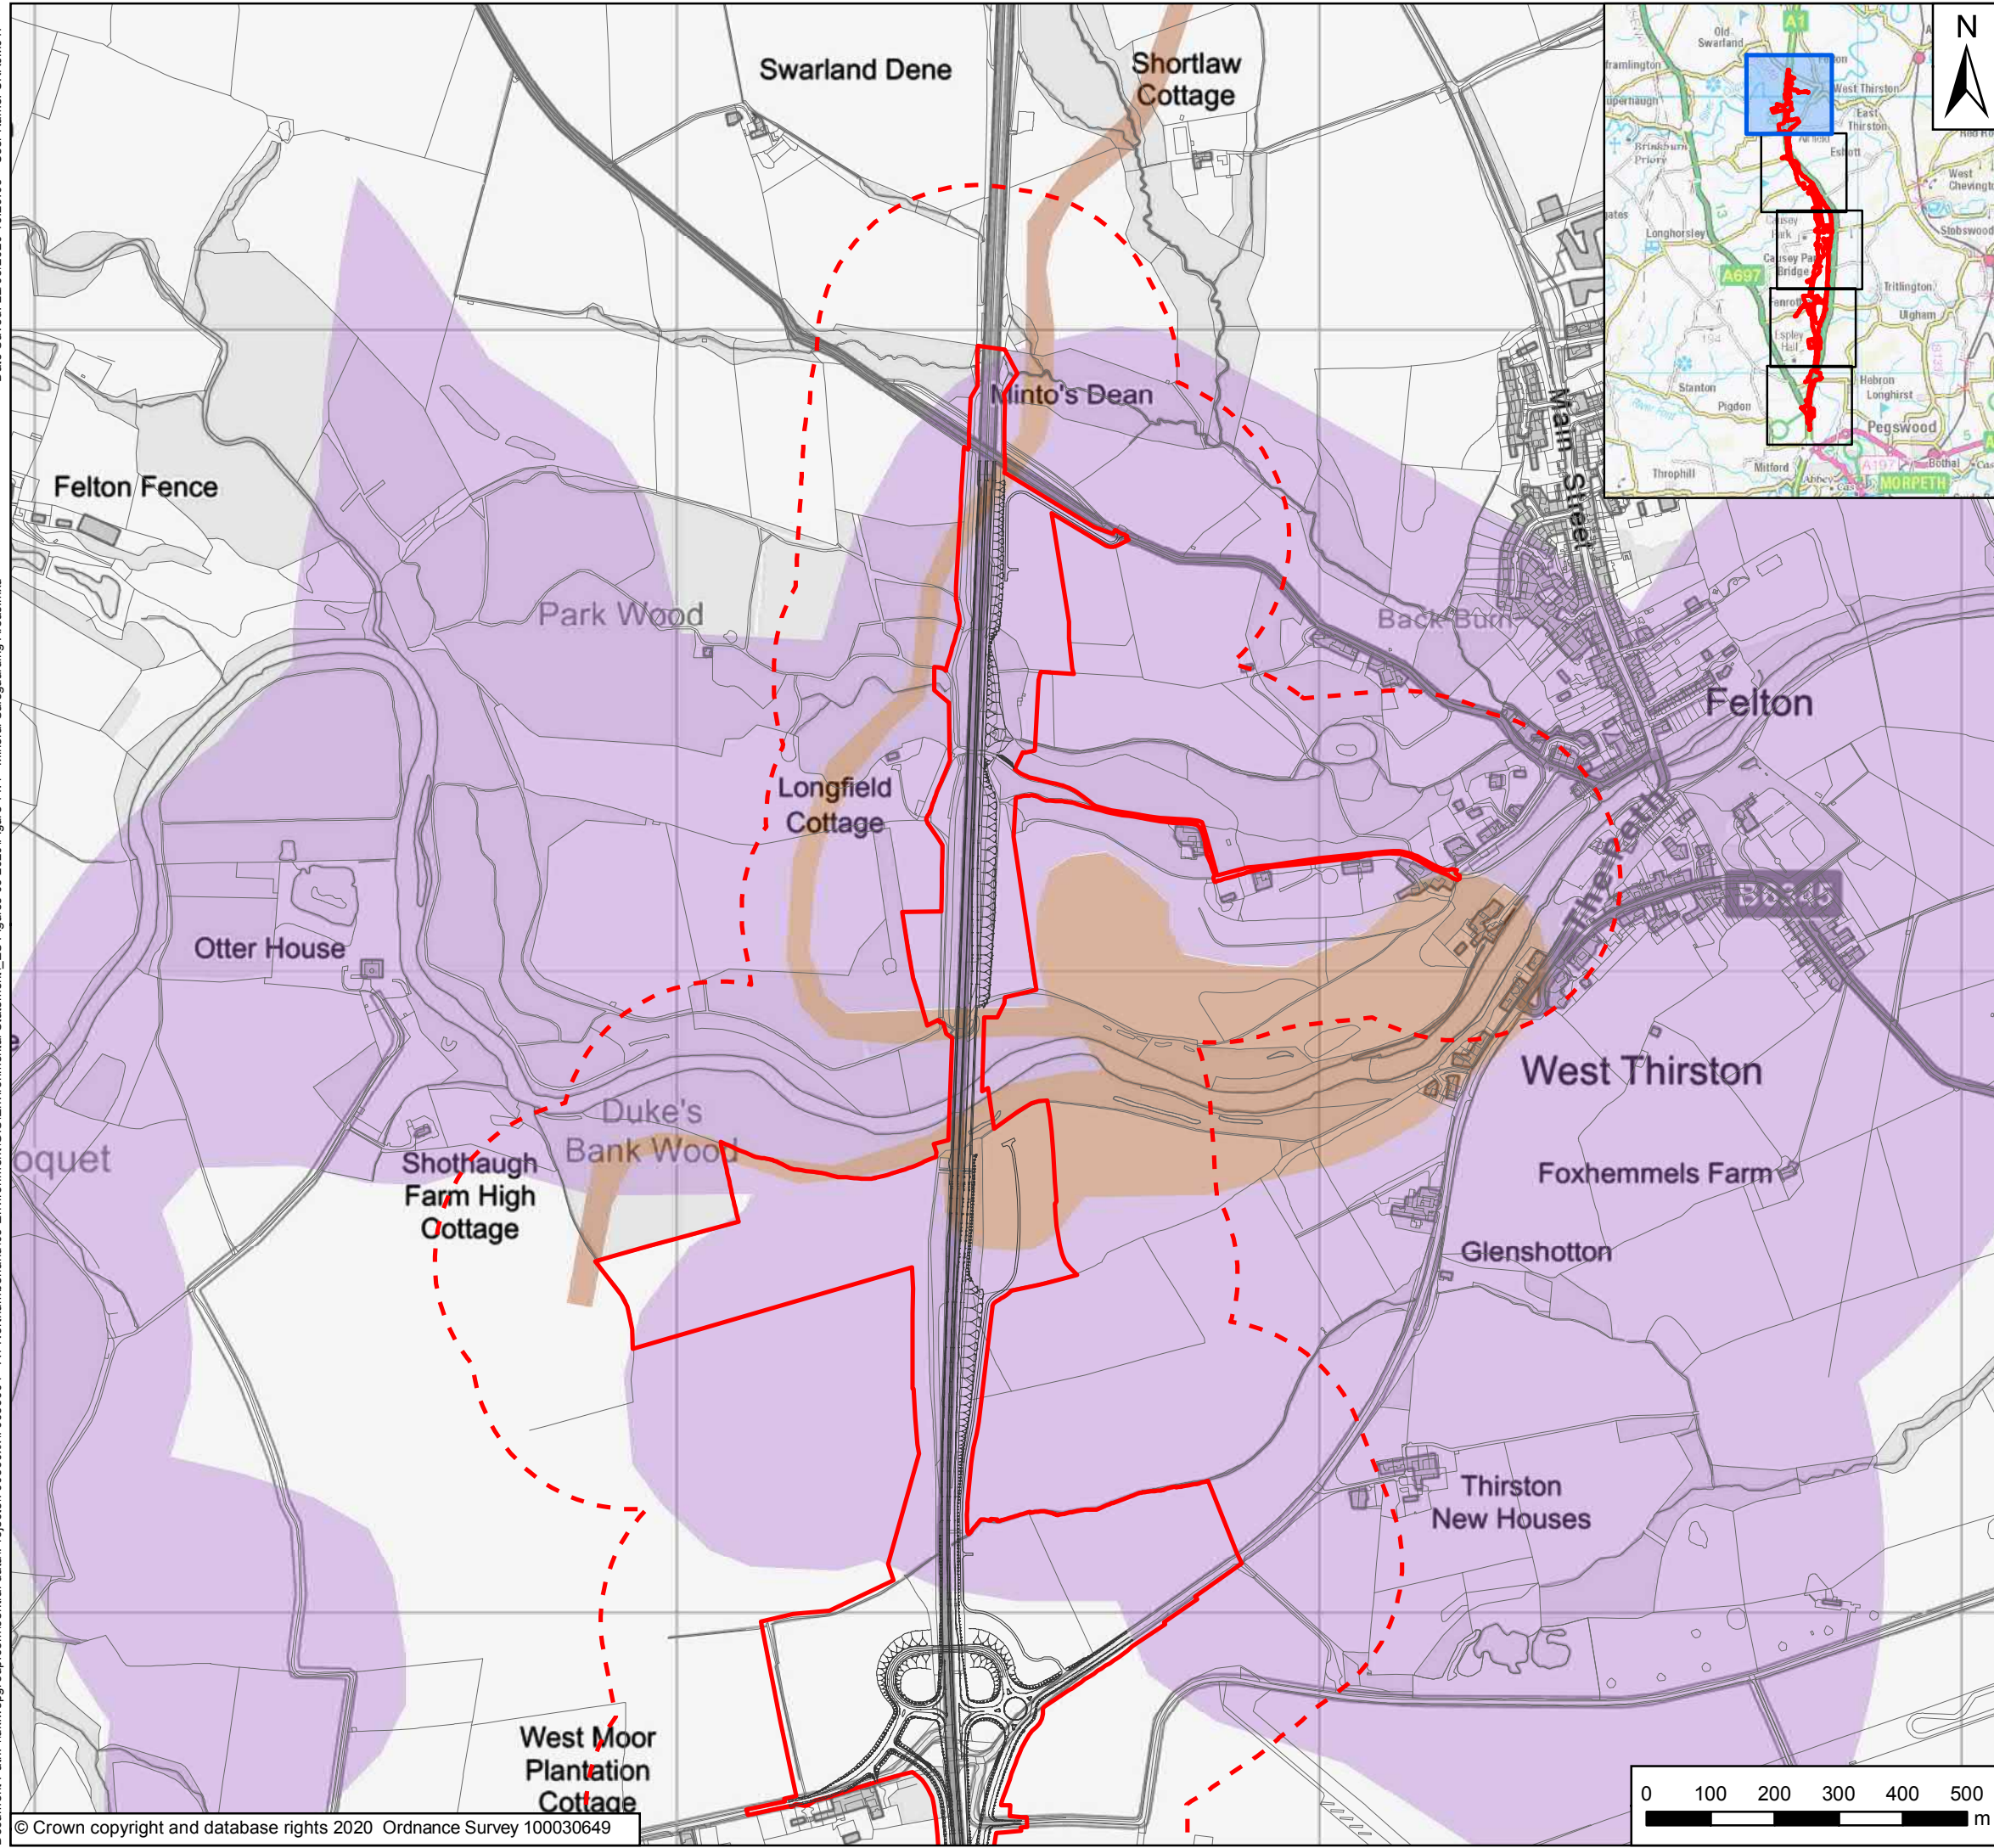 Swarland Dene
Shortlaw
Cottage
N
A1
Old
Swarland
West Thirston
East
Thirston
Brinkburn
Priory
Eshott
West
Longhorsley
Causey
Park
Stobswood
A697
Bridge
Tritlington
Ulgham
Espley
Hall
Stanton
Hebron
Longhirst
Pigdon
Pegswood
Throphill
Mitford
A197
Bothal
MORPETH
Minto's Dean
Main Street
Felton Fence
Park Wood
Back Burn
Felton
Longfield
Cottage
B6345
Otter House
West Thirston
Duke's
Bank Wood
oquet
Shothaugh
Farm High
Cottage
Foxhemmels Farm
Glenshotton
Thirston
New Houses
West Moor
Plantation
Cottage
0 100 200 300 400 500
m
© Crown copyright and database rights 2020 Ordnance Survey 100030649